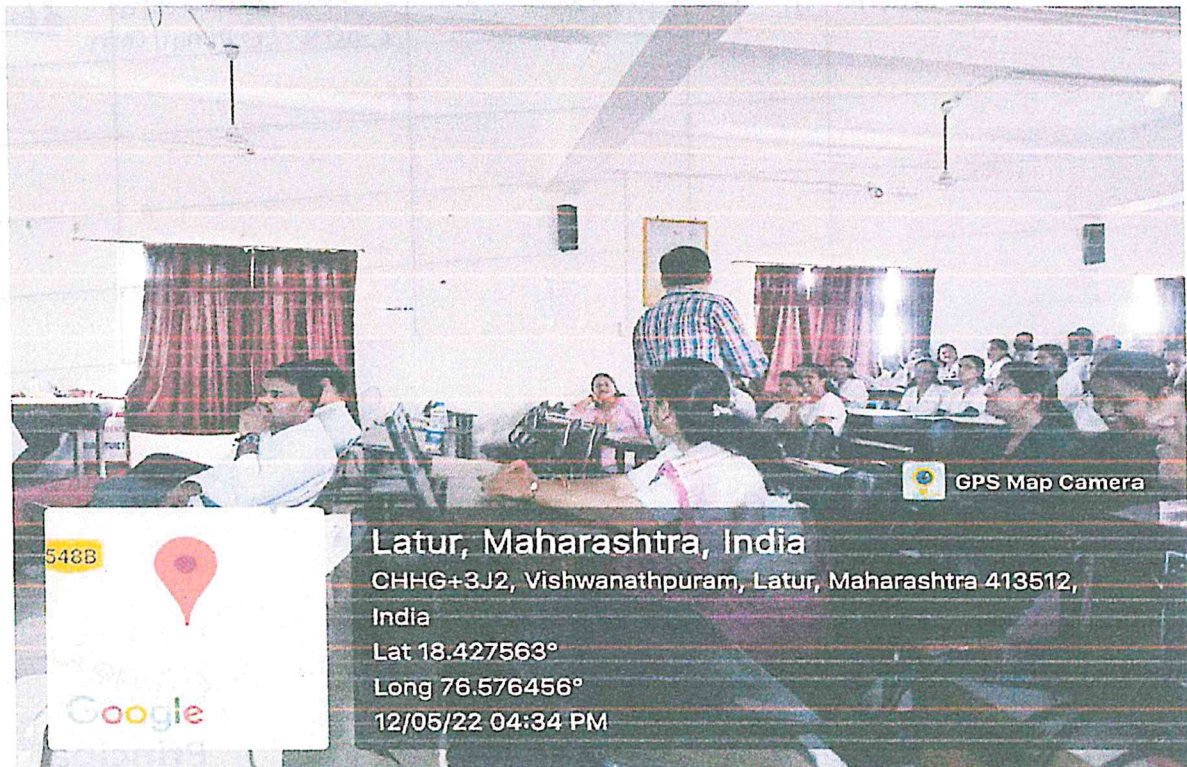 GPS Map Camera
548B
Google
Latur, Maharashtra, India
CHHG+3J2, Vishwanathpuram, Latur, Maharashtra 413512,
India
Lat 18.427563°
Long 76.576456°
12/05/22 04:34 PM